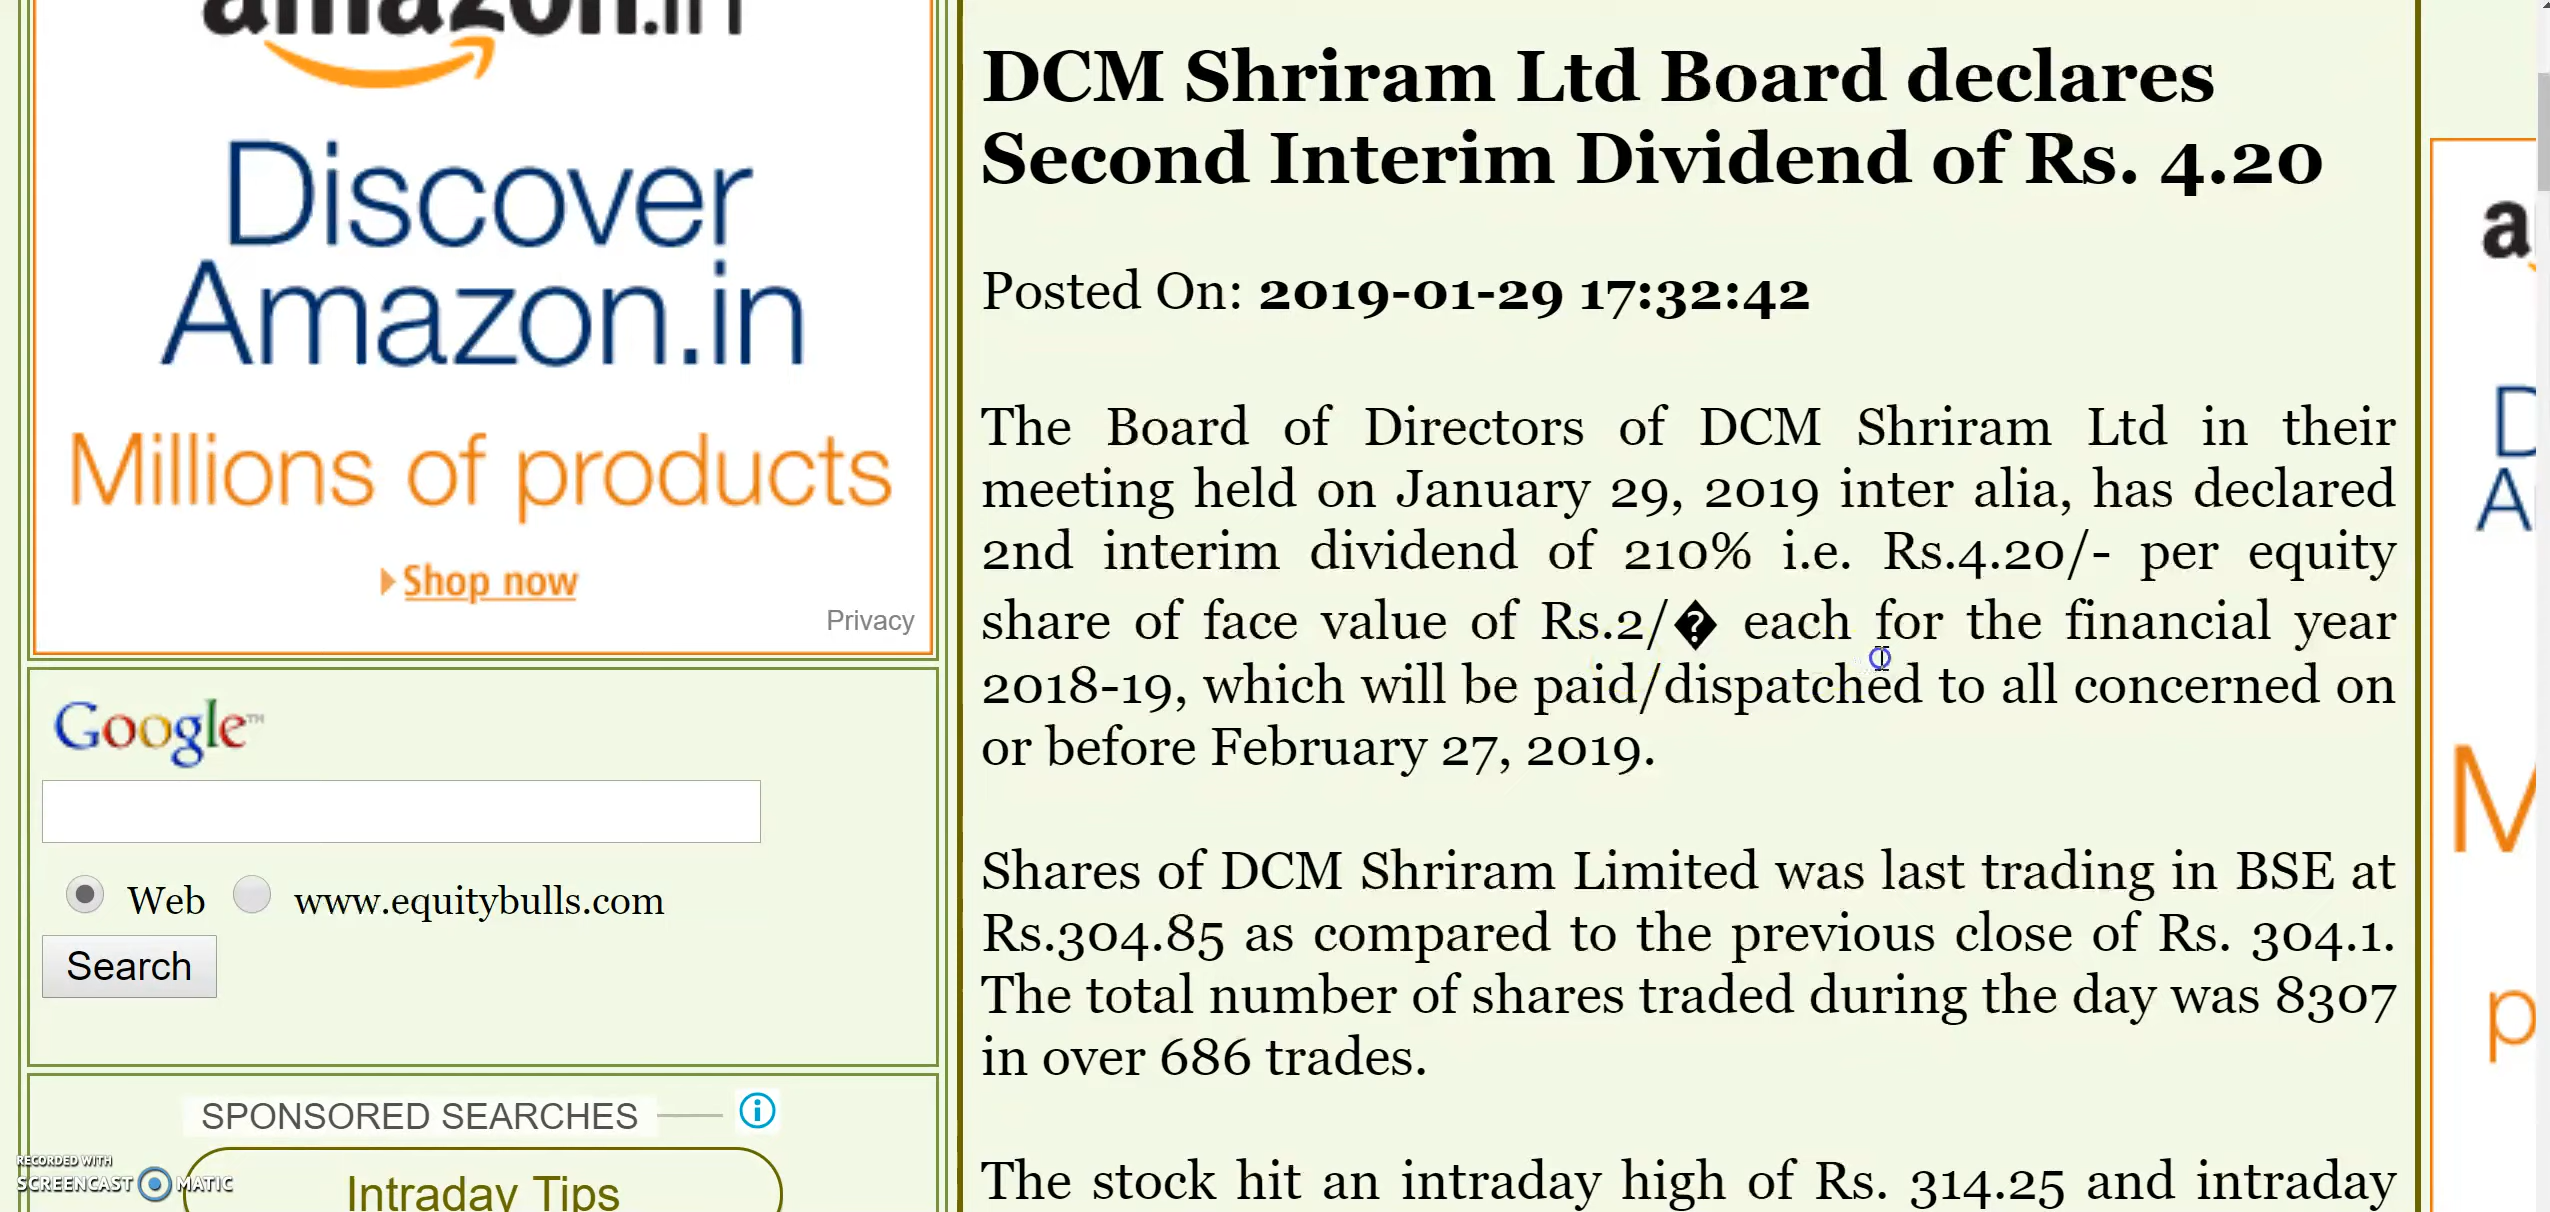 amazon.in
Discover
Amazon.in
Millions of products
Shop now
Privacy
Google™
Web www.equitybulls.com
Search
SPONSORED SEARCHES
Intraday Tips
RECORDED WITH
SCREENCAST MATIC
DCM Shriram Ltd Board declares
Second Interim Dividend of Rs. 4.20
Posted On: 2019-01-29 17:32:42
The Board of Directors of DCM Shriram Ltd in their
meeting held on January 29, 2019 inter alia, has declared
2nd interim dividend of 210% i.e. Rs.4.20/- per equity
share of face value of Rs.2/� each for the financial year
2018-19, which will be paid/dispatched to all concerned on
or before February 27, 2019.
Shares of DCM Shriram Limited was last trading in BSE at
Rs.304.85 as compared to the previous close of Rs. 304.1.
The total number of shares traded during the day was 8307
in over 686 trades.
The stock hit an intraday high of Rs. 314.25 and intraday